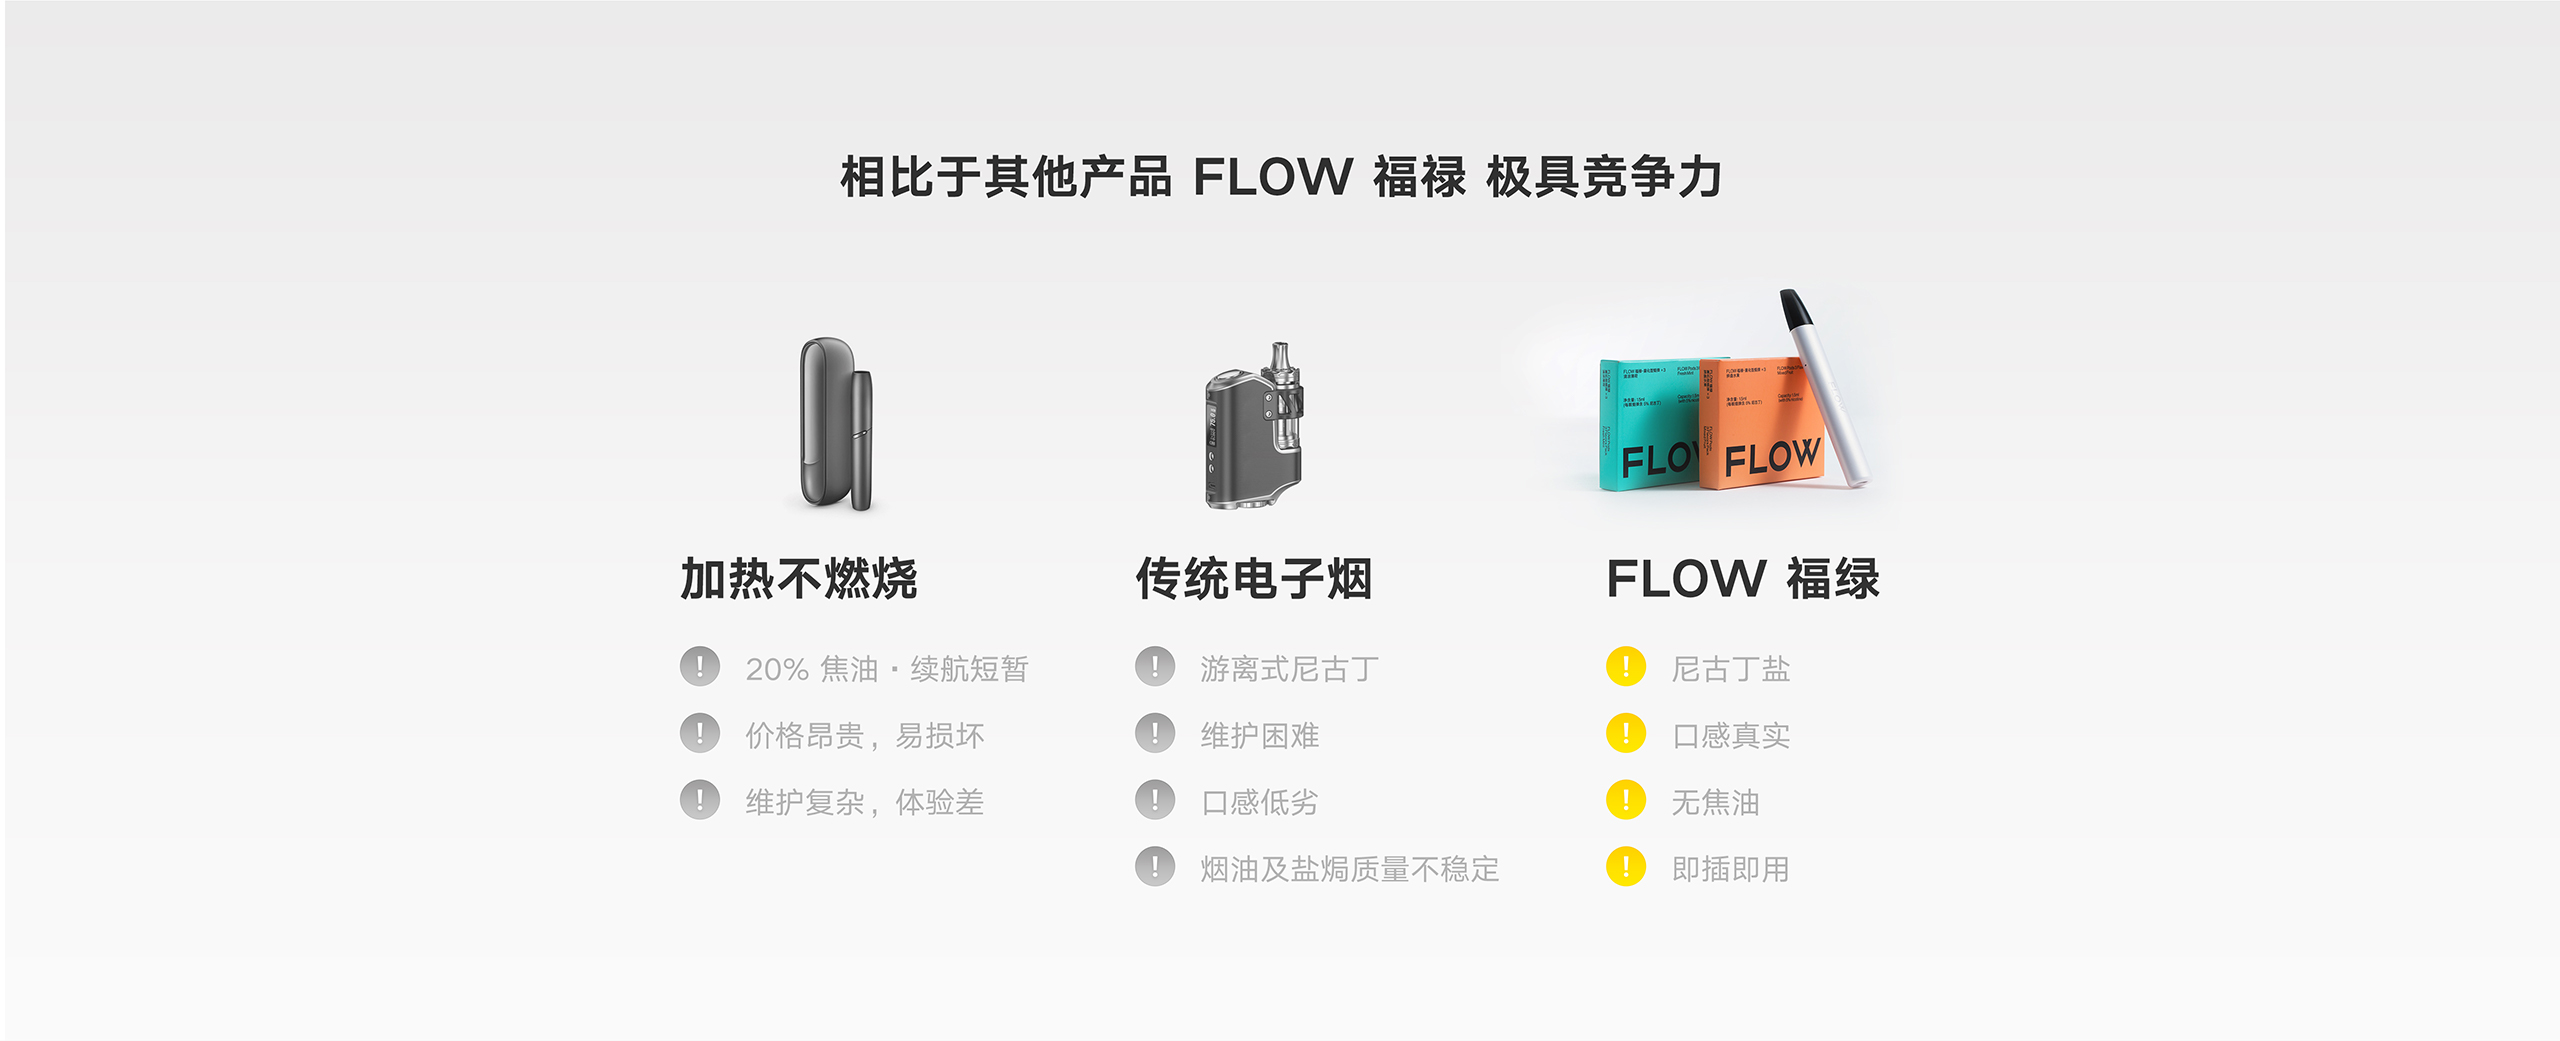 相比于其他产品 FLOW 福禄 极具竞争力
FLOW
FLOW
加热不燃烧
20% 焦油·续航短暂
价格昂贵，易损坏
维护复杂，体验差
传统电子烟
游离式尼古丁
维护困难
口感低劣
烟油及盐焗质量不稳定
FLOW 福绿
尼古丁盐
口感真实
无焦油
即插即用